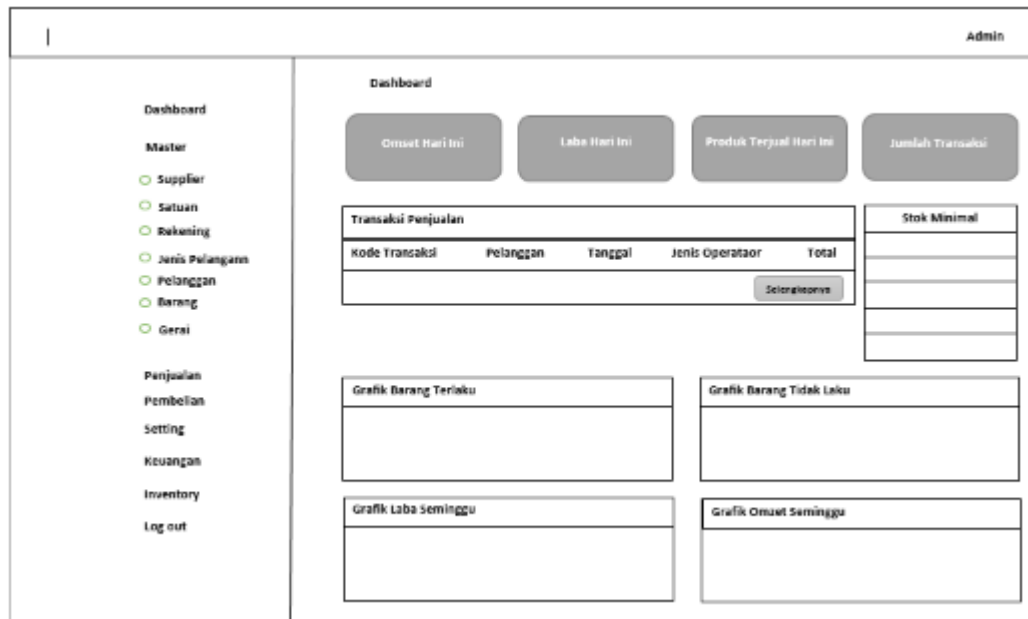 Admin
Dashboard
Dashboard
Master
Supplier
Satuan
Rekening
Jenis Pelangann
Pelanggan
Barang
Gerai
Penjualan
Pembelian
Setting
Keuangan
Inventory
Log out
Omset Hari Ini
Laba Hari Ini
Produk Terjual Hari Ini
Jumlah Transaksi
Transaksi Penjualan
Kode Transaksi Pelanggan Tanggal Jenis Operataor Total
Selengkapnya
Stok Minimal
Grafik Barang Terlaku
Grafik Barang Tidak Laku
Grafik Laba Seminggu
Grafik Omset Seminggu